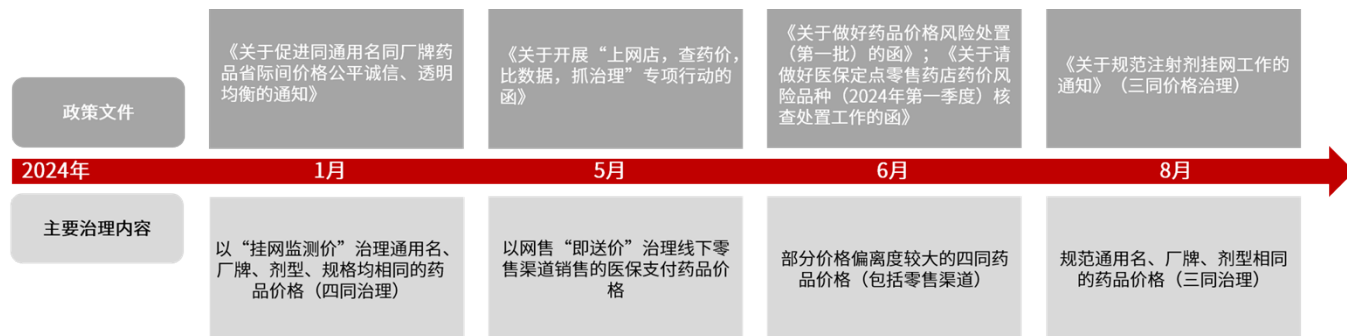 政策文件
《关于促进同通用名同厂牌药
品省际间价格公平诚信、透明
均衡的通知》
《关于开展“上网店，查药价，
比数据，抓治理”专项行动的
函》
《关于做好药品价格风险处置
（第一批）的函》；《关于请
做好医保定点零售药店药价风
险品种（2024年第一季度）核
查处置工作的函》
《关于规范注射剂挂网工作的
通知》（三同价格治理）
2024年
1月
5月
6月
8月
主要治理内容
以“挂网监测价”治理通用名、
厂牌、剂型、规格均相同的药
品价格（四同治理）
以网售“即送价”治理线下零
售渠道销售的医保支付药品价
格
部分价格偏离度较大的四同药
品价格（包括零售渠道）
规范通用名、厂牌、剂型相同
的药品价格（三同治理）